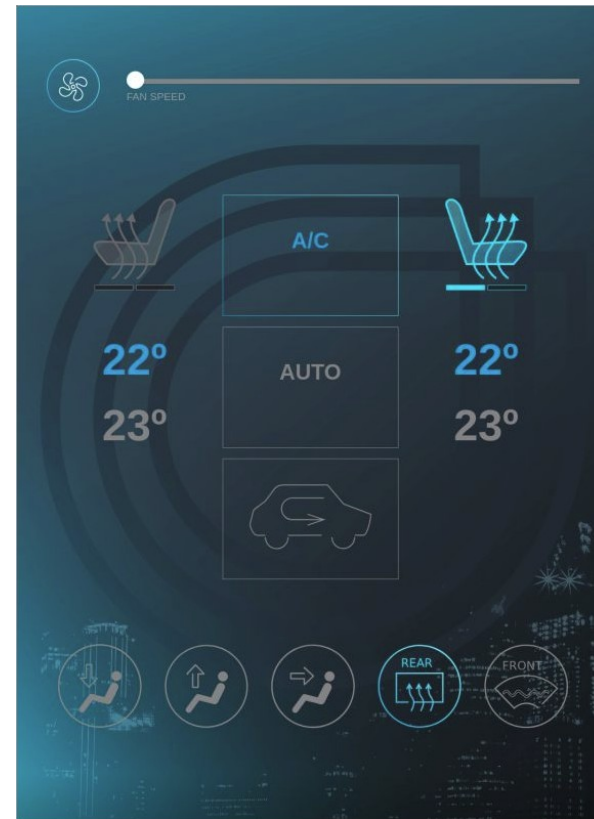 FAN SPEED
A/C
22º
22º
AUTO
23º
23º
REAR
FRONT